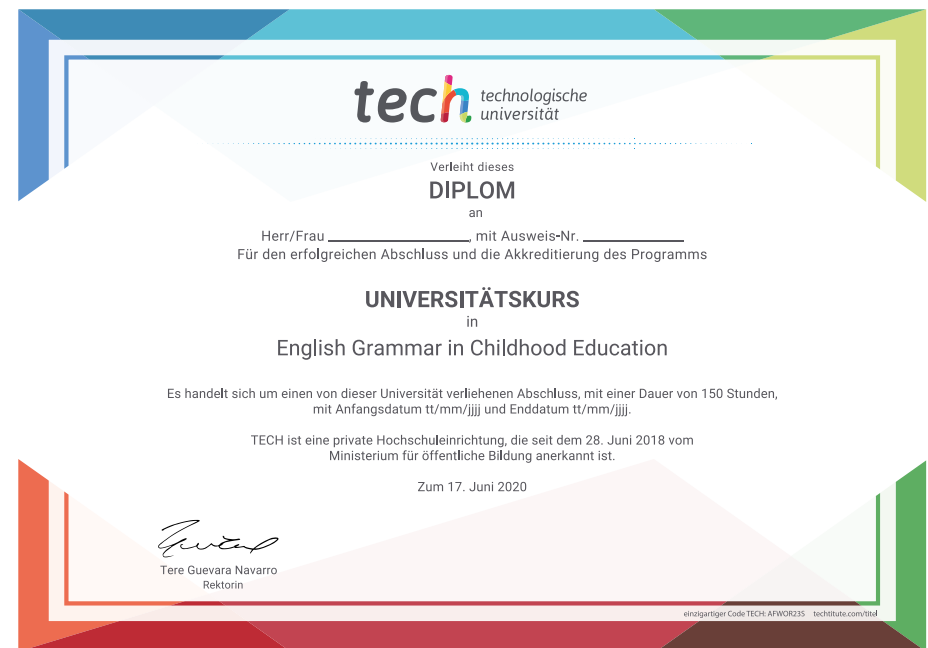 tech technologische
universität
Verleiht dieses
DIPLOM
an
Herr/Frau ____________________, mit Ausweis-Nr. ______________
Für den erfolgreichen Abschluss und die Akkreditierung des Programms
UNIVERSITÄTSKURS
in
English Grammar in Childhood Education
Es handelt sich um einen von dieser Universität verliehenen Abschluss, mit einer Dauer von 150 Stunden,
mit Anfangsdatum tt/mm/jjjj und Enddatum tt/mm/jjjj.
TECH ist eine private Hochschuleinrichtung, die seit dem 28. Juni 2018 vom
Ministerium für öffentliche Bildung anerkannt ist.
Zum 17. Juni 2020
Tere Guevara Navarro
Rektorin
einzigartiger Code TECH: AFWOR23S techtitute.com/titel